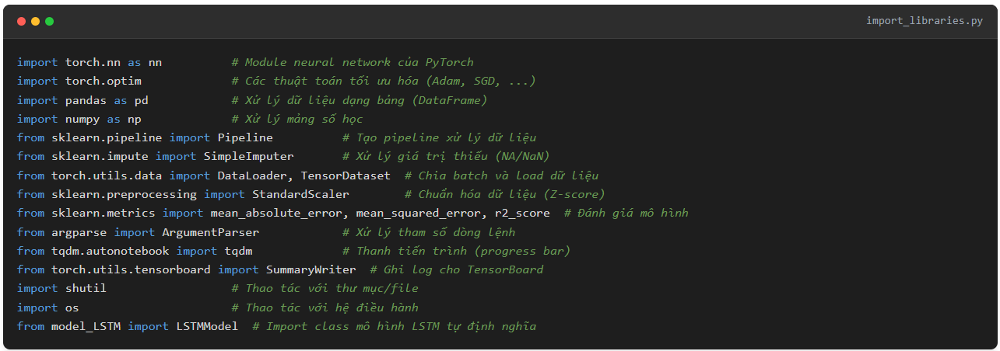 import_libraries.py
import torch.nn as nn          # Module neural network của PyTorch
import torch.optim             # Các thuật toán tối ưu hóa (Adam, SGD, ...)
import pandas as pd            # Xử lý dữ liệu dạng bảng (DataFrame)
import numpy as np             # Xử lý mảng số học
from sklearn.pipeline import Pipeline          # Tạo pipeline xử lý dữ liệu
from sklearn.impute import SimpleImputer       # Xử lý giá trị thiếu (NA/NaN)
from torch.utils.data import DataLoader, TensorDataset  # Chia batch và load dữ liệu
from sklearn.preprocessing import StandardScaler        # Chuẩn hóa dữ liệu (Z-score)
from sklearn.metrics import mean_absolute_error, mean_squared_error, r2_score  # Đánh giá mô hình
from argparse import ArgumentParser            # Xử lý tham số dòng lệnh
from tqdm.autonotebook import tqdm             # Thanh tiến trình (progress bar)
from torch.utils.tensorboard import SummaryWriter  # Ghi log cho TensorBoard
import shutil                  # Thao tác với thư mục/file
import os                      # Thao tác với hệ điều hành
from model_LSTM import LSTMModel  # Import class mô hình LSTM tự định nghĩa